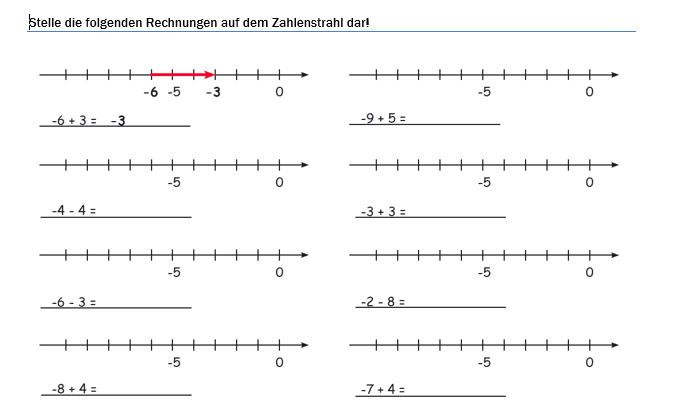 Stelle die folgenden Rechnungen auf dem Zahlenstrahl dar!
-6 -5 -3 0
-5 0
-6 + 3 = -3
-9 + 5 =
-5 0
-5 0
-4 - 4 =
-3 + 3 =
-5 0
-5 0
-6 - 3 =
-2 - 8 =
-5 0
-5 0
-8 + 4 =
-7 + 4 =